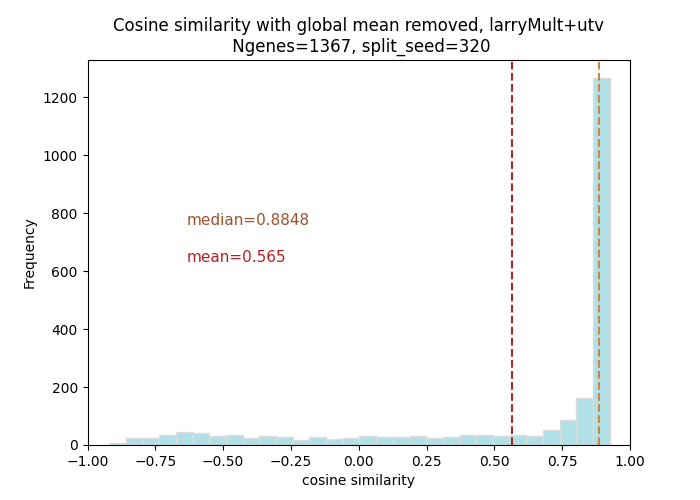 Cosine similarity with global mean removed, larryMult+utv
Ngenes=1367, split_seed=320
Frequency
1200
1000
800
600
400
200
0
median=0.8848
mean=0.565
−1.00 −0.75 −0.50 −0.25 0.00 0.25 0.50 0.75 1.00
cosine similarity